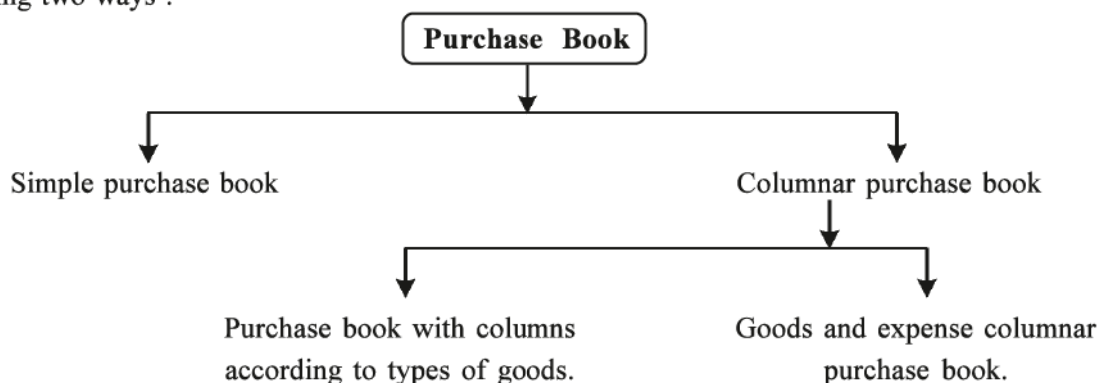 two ways :
Purchase Book
Simple purchase book
Columnar purchase book
Purchase book with columns
according to types of goods.
Goods and expense columnar
purchase book.